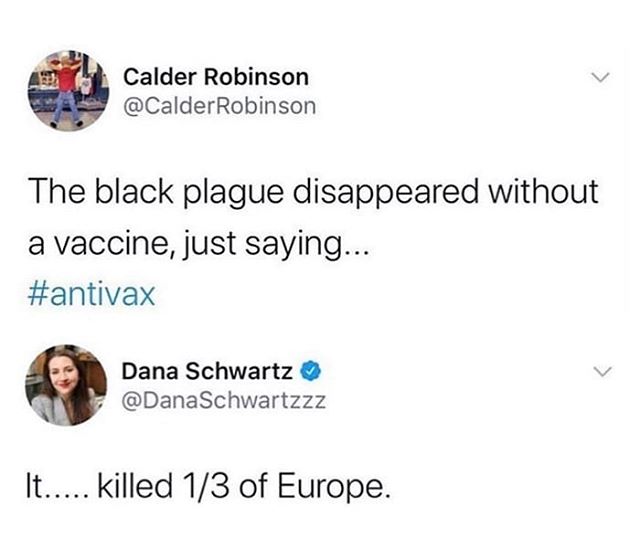 Calder Robinson
@CalderRobinson
The black plague disappeared without
a vaccine, just saying...
#antivax
Dana Schwartz
@DanaSchwartzzz
It..... killed 1/3 of Europe.